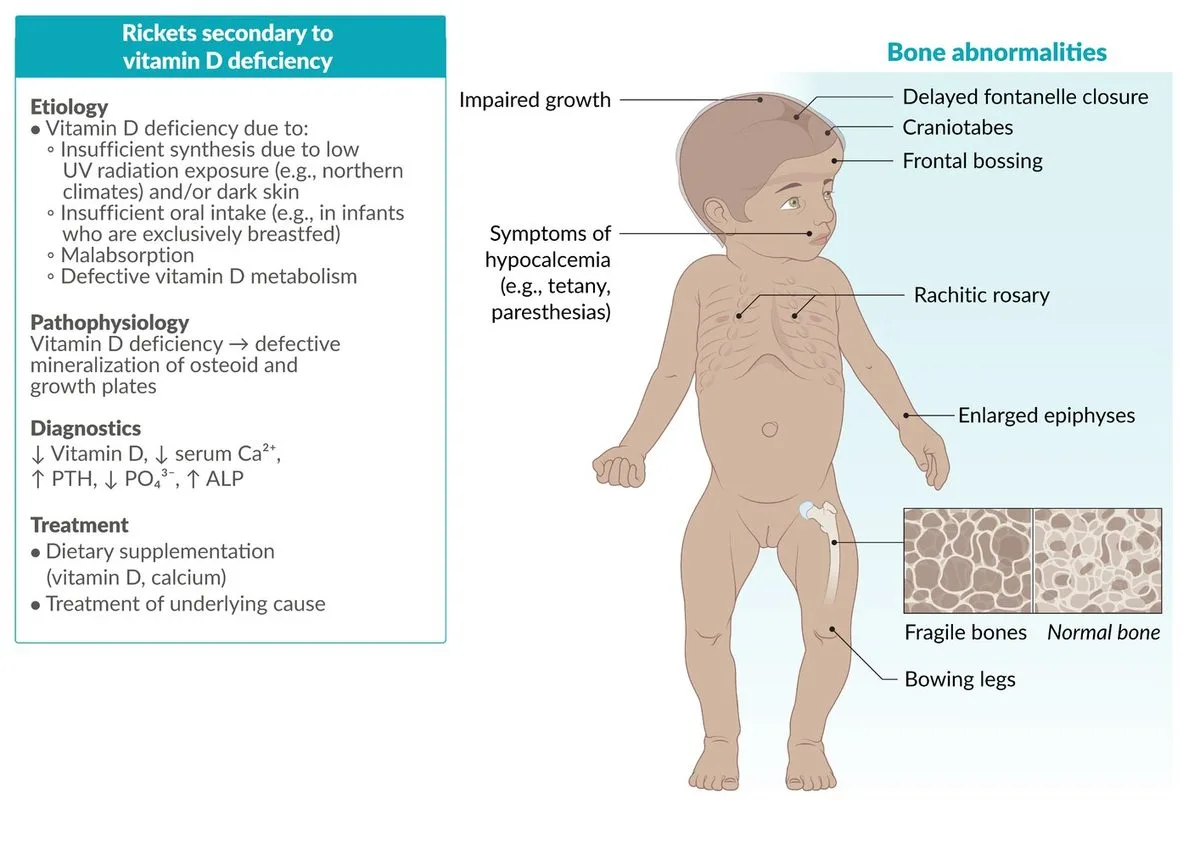 Rickets secondary to
vitamin D deficiency
Etiology
• Vitamin D deficiency due to:
◦ Insufficient synthesis due to low
UV radiation exposure (e.g., northern
climates) and/or dark skin
◦ Insufficient oral intake (e.g., in infants
who are exclusively breastfed)
◦ Malabsorption
◦ Defective vitamin D metabolism
Pathophysiology
Vitamin D deficiency → defective
mineralization of osteoid and
growth plates
Diagnostics
↓ Vitamin D, ↓ serum Ca²⁺,
↑ PTH, ↓ PO₄³⁻, ↑ ALP
Treatment
• Dietary supplementation
(vitamin D, calcium)
• Treatment of underlying cause
Bone abnormalities
Impaired growth
Delayed fontanelle closure
Craniotabes
Frontal bossing
Symptoms of
hypocalcemia
(e.g., tetany,
paresthesias)
Rachitic rosary
Enlarged epiphyses
Fragile bones
Normal bone
Bowing legs